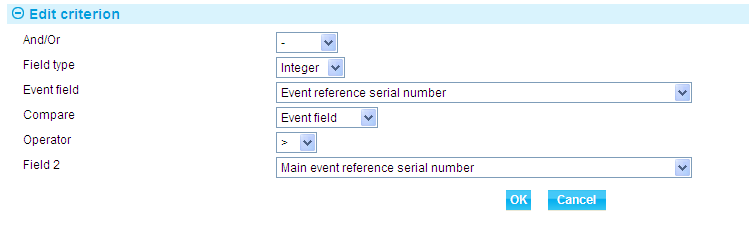 Edit criterion
And/Or -
Field type Integer
Event field Event reference serial number
Compare Event field
Operator >
Field 2 Main event reference serial number
OK Cancel